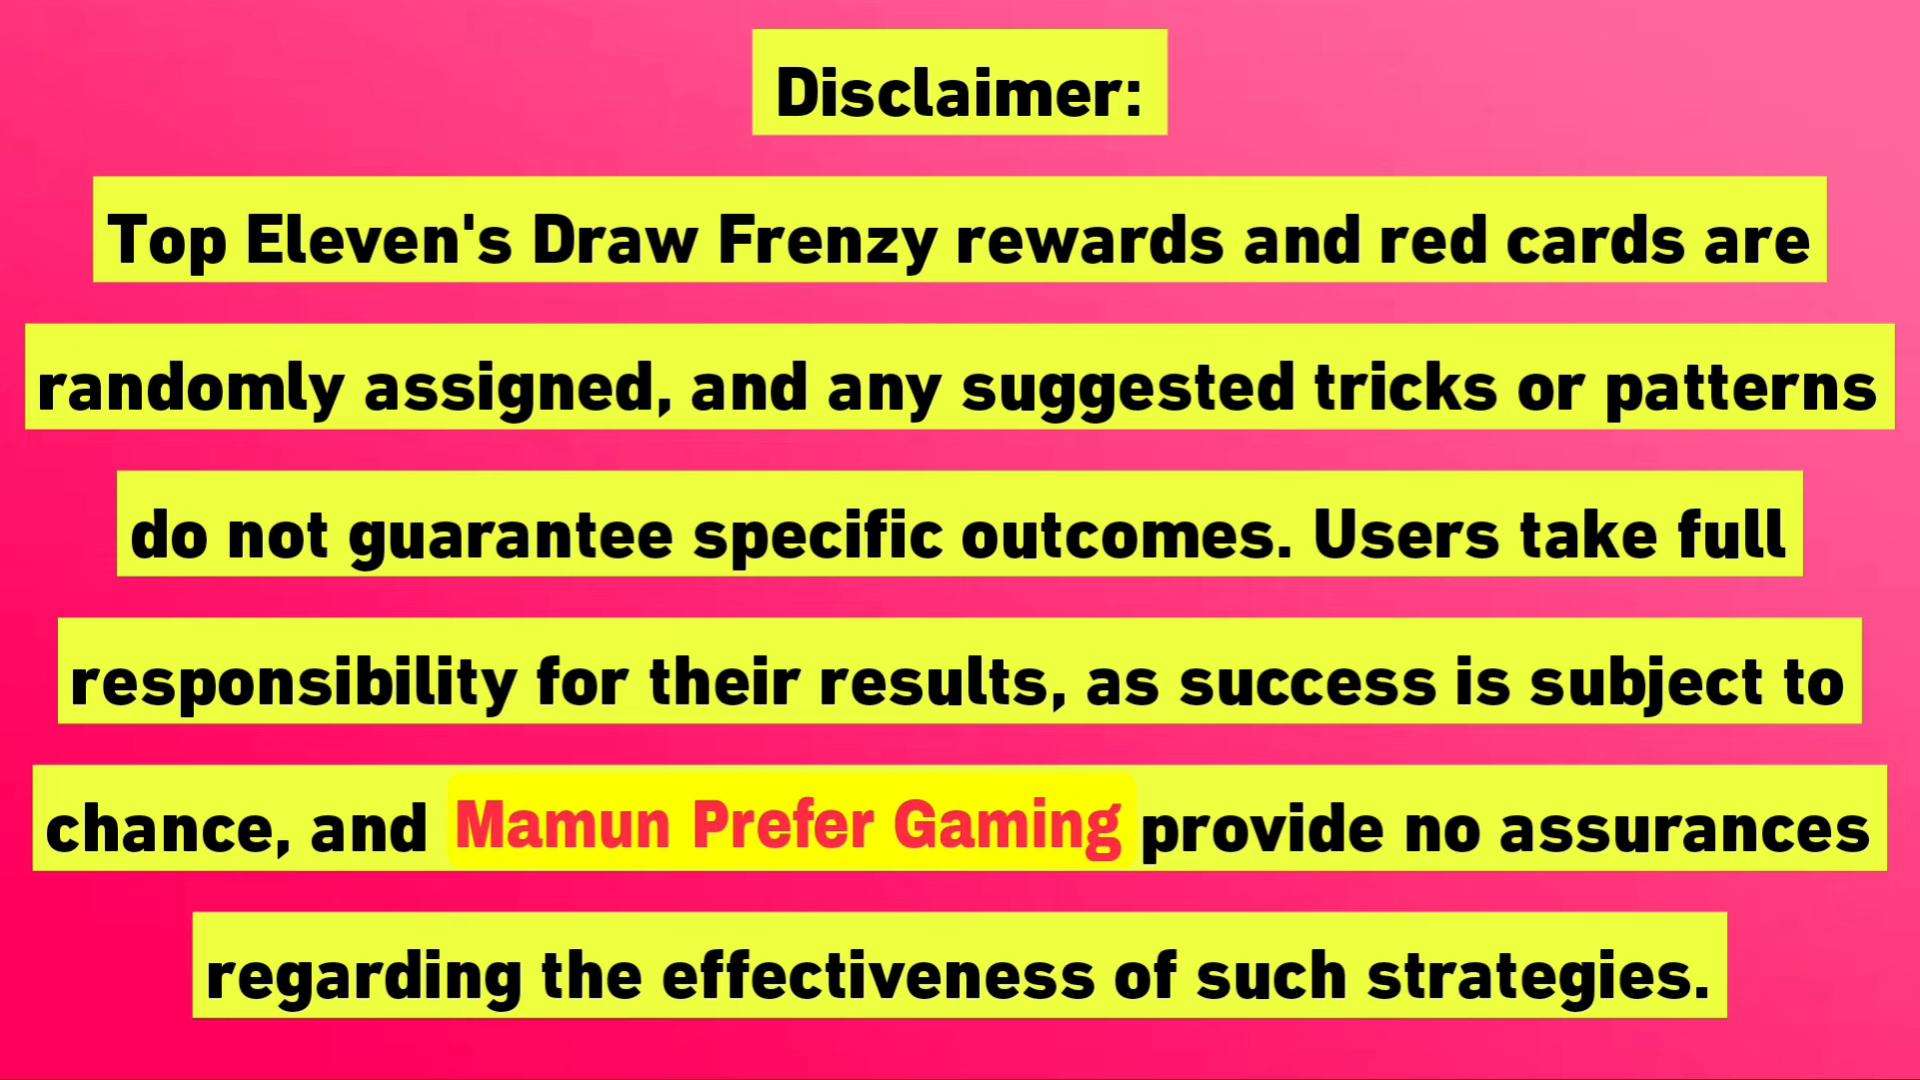 Disclaimer:
Top Eleven's Draw Frenzy rewards and red cards are
randomly assigned, and any suggested tricks or patterns
do not guarantee specific outcomes. Users take full
responsibility for their results, as success is subject to
chance, and Mamun Prefer Gaming provide no assurances
regarding the effectiveness of such strategies.